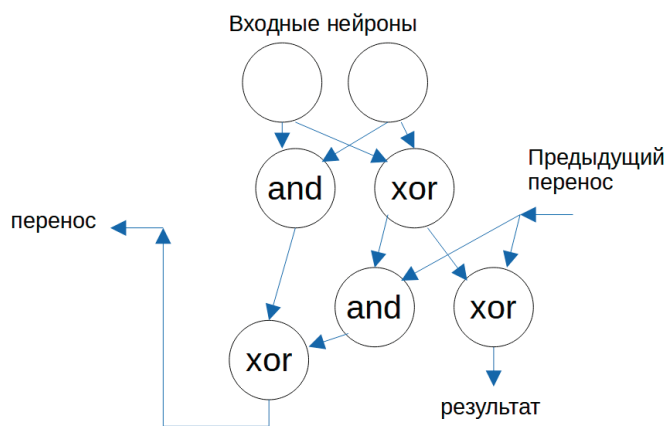 Входные нейроны
and
xor
Предыдущий
перенос
перенос
and
xor
xor
результат